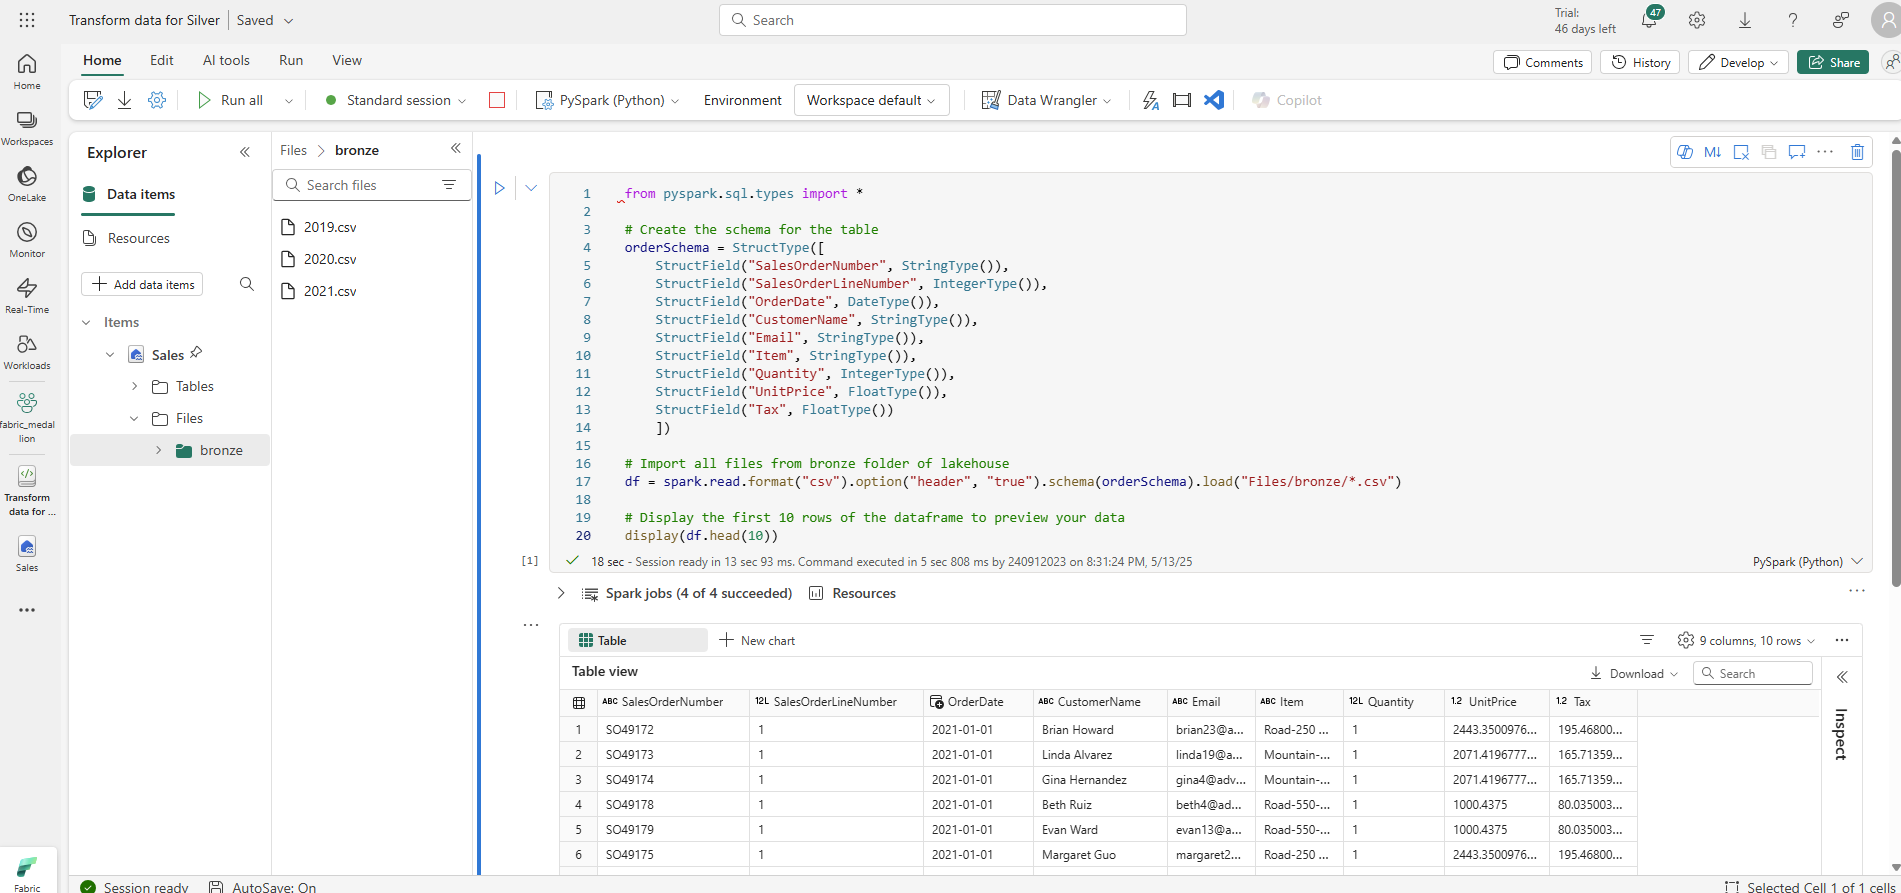 Transform data for Silver
Saved
Search
Trial:
46 days left
47
Home
Edit
AI tools
Run
View
Comments
History
Develop
Share
Run all
Standard session
PySpark (Python)
Environment
Workspace default
Data Wrangler
Copilot
Home
Workspaces
OneLake
Monitor
Real-Time
Workloads
fabric_medal
lion
Transform
data for ...
Sales
Fabric
Explorer
Data items
Resources
Add data items
Items
Sales
Tables
Files
bronze
Files > bronze
Search files
2019.csv
2020.csv
2021.csv
M↓
1 from pyspark.sql.types import *
2
3 # Create the schema for the table
4 orderSchema = StructType([
5 StructField("SalesOrderNumber", StringType()),
6 StructField("SalesOrderLineNumber", IntegerType()),
7 StructField("OrderDate", DateType()),
8 StructField("CustomerName", StringType()),
9 StructField("Email", StringType()),
10 StructField("Item", StringType()),
11 StructField("Quantity", IntegerType()),
12 StructField("UnitPrice", FloatType()),
13 StructField("Tax", FloatType())
14 ])
15
16 # Import all files from bronze folder of lakehouse
17 df = spark.read.format("csv").option("header", "true").schema(orderSchema).load("Files/bronze/*.csv")
18
19 # Display the first 10 rows of the dataframe to preview your data
20 display(df.head(10))
[1] 18 sec - Session ready in 13 sec 93 ms. Command executed in 5 sec 808 ms by 240912023 on 8:31:24 PM, 5/13/25
PySpark (Python)
Spark jobs (4 of 4 succeeded)
Resources
Table
New chart
9 columns, 10 rows
Table view
Download
Search
Inspect
ABC SalesOrderNumber 12L SalesOrderLineNumber OrderDate ABC CustomerName ABC Email ABC Item 12L Quantity 1.2 UnitPrice 1.2 Tax
1 SO49172 1 2021-01-01 Brian Howard brian23@a... Road-250 ... 1 2443.3500976... 195.46800...
2 SO49173 1 2021-01-01 Linda Alvarez linda19@a... Mountain-... 1 2071.4196777... 165.71359...
3 SO49174 1 2021-01-01 Gina Hernandez gina4@adv... Mountain-... 1 2071.4196777... 165.71359...
4 SO49178 1 2021-01-01 Beth Ruiz beth4@ad... Road-550-... 1 1000.4375 80.035003...
5 SO49179 1 2021-01-01 Evan Ward evan13@a... Road-550-... 1 1000.4375 80.035003...
6 SO49175 1 2021-01-01 Margaret Guo margaret2... Road-250 ... 1 2443.3500976... 195.46800...
Session ready
AutoSave: On
Selected Cell 1 of 1 cells